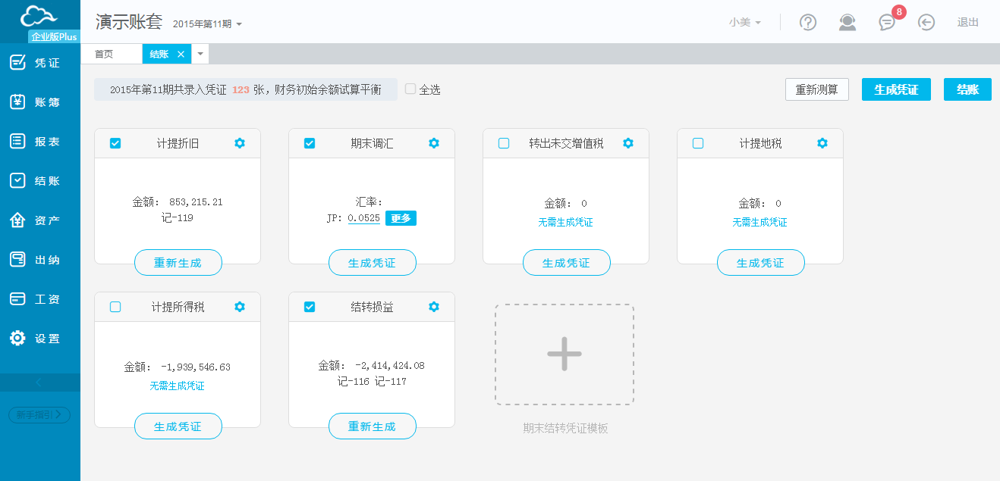 企业版Plus
凭证
账簿
报表
结账
资产
出纳
工资
设置
新手指引
演示账套 2015年第11期
小美 8 退出
首页 结账
2015年第11期共录入凭证 123 张，财务初始余额试算平衡 全选 重新测算 生成凭证 结账
计提折旧
金额： 853,215.21
记-119
重新生成
期末调汇
汇率：
JP: 0.0525 更多
生成凭证
转出未交增值税
金额： 0
无需生成凭证
生成凭证
计提地税
金额： 0
无需生成凭证
生成凭证
计提所得税
金额： -1,939,546.63
无需生成凭证
生成凭证
结转损益
金额： -2,414,424.08
记-116 记-117
重新生成
期末结转凭证模板